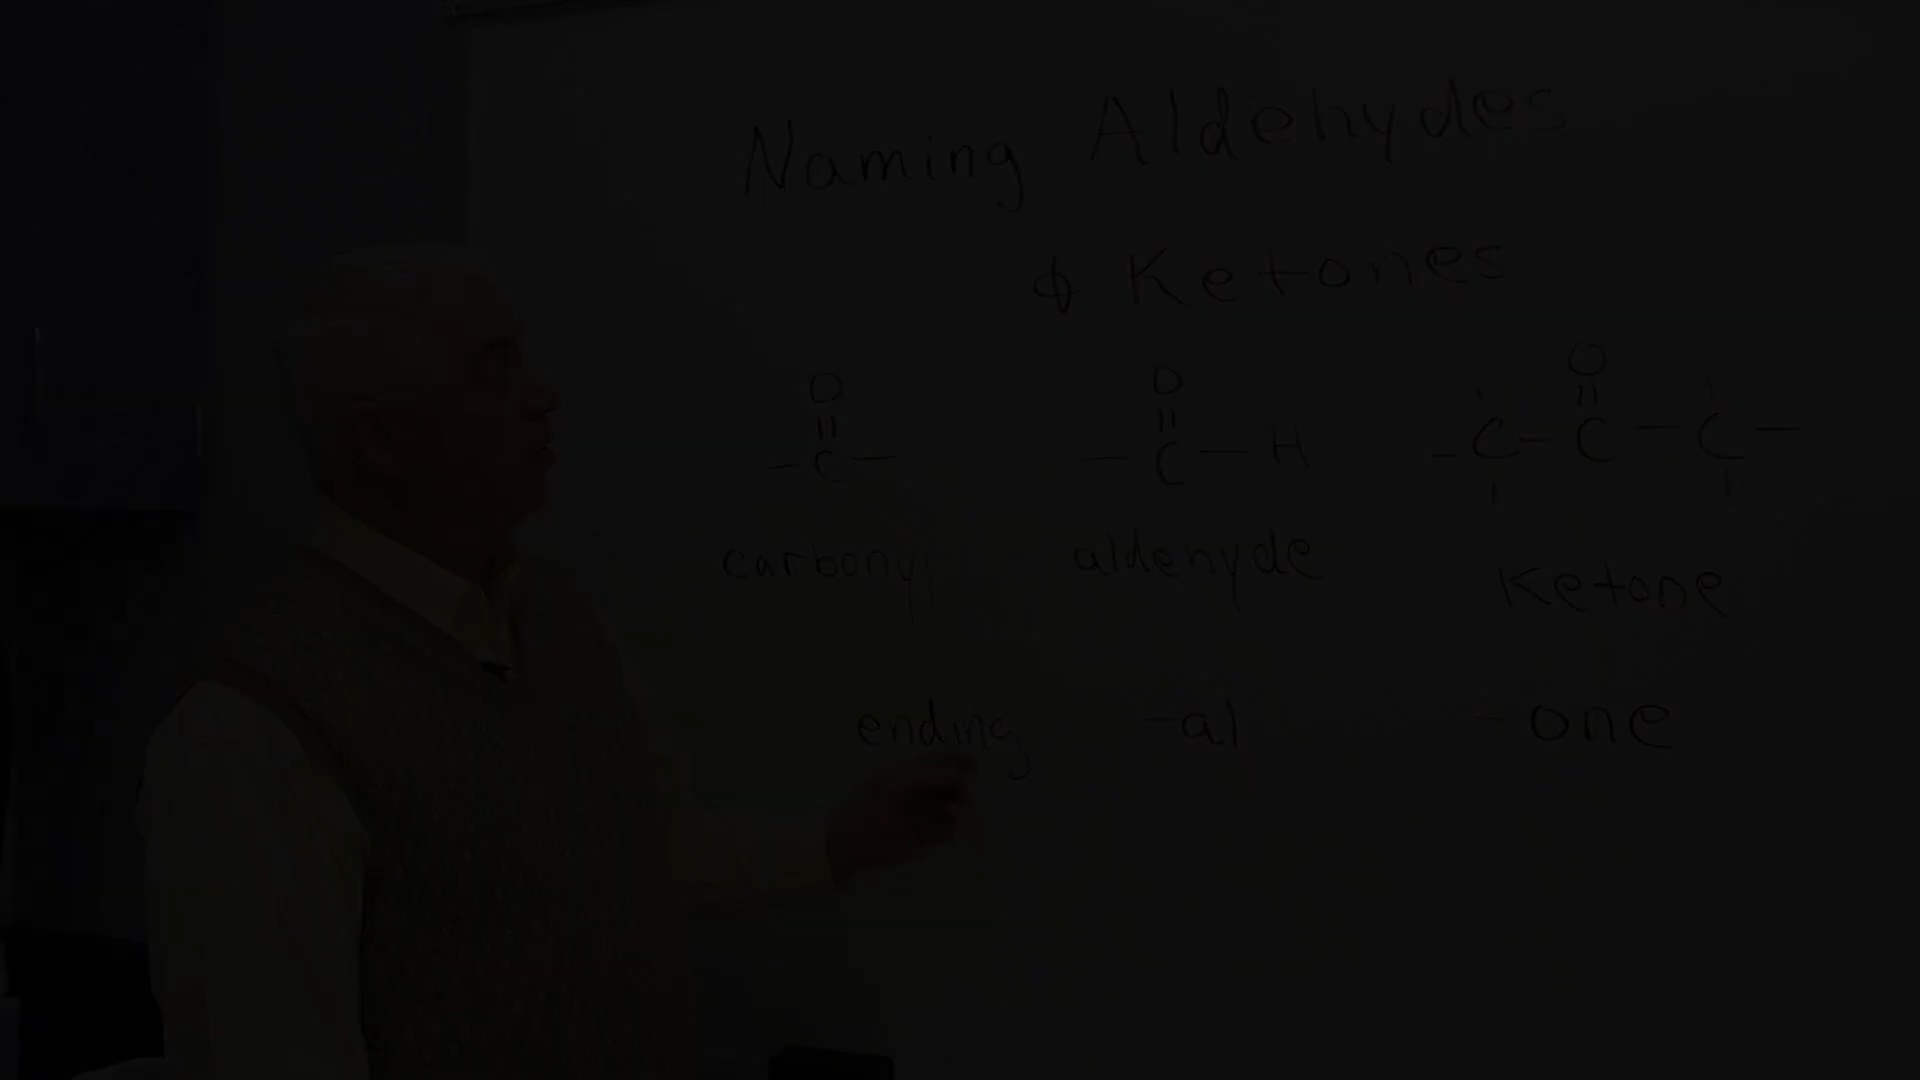 Naming Aldehydes
& Ketones
O O O
|| || ||
-C- -C-H -C-C-C-
carbonyl aldehyde Ketone
ending -al -one